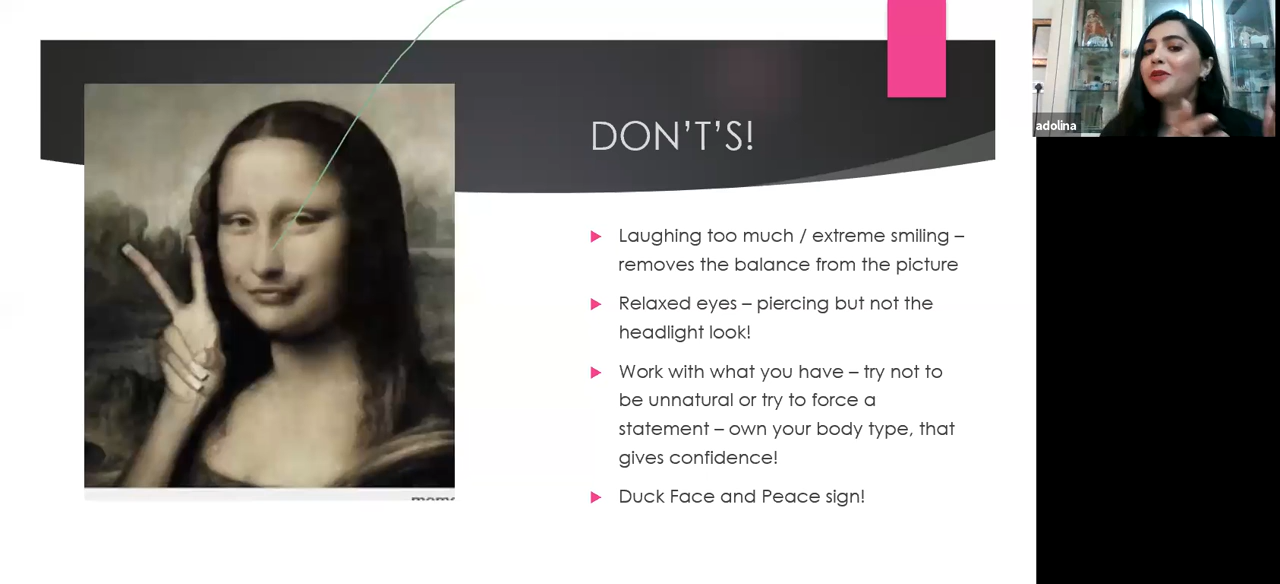 DON'T'S!
Laughing too much / extreme smiling –
removes the balance from the picture
Relaxed eyes – piercing but not the
headlight look!
Work with what you have – try not to
be unnatural or try to force a
statement – own your body type, that
gives confidence!
Duck Face and Peace sign!
adolina